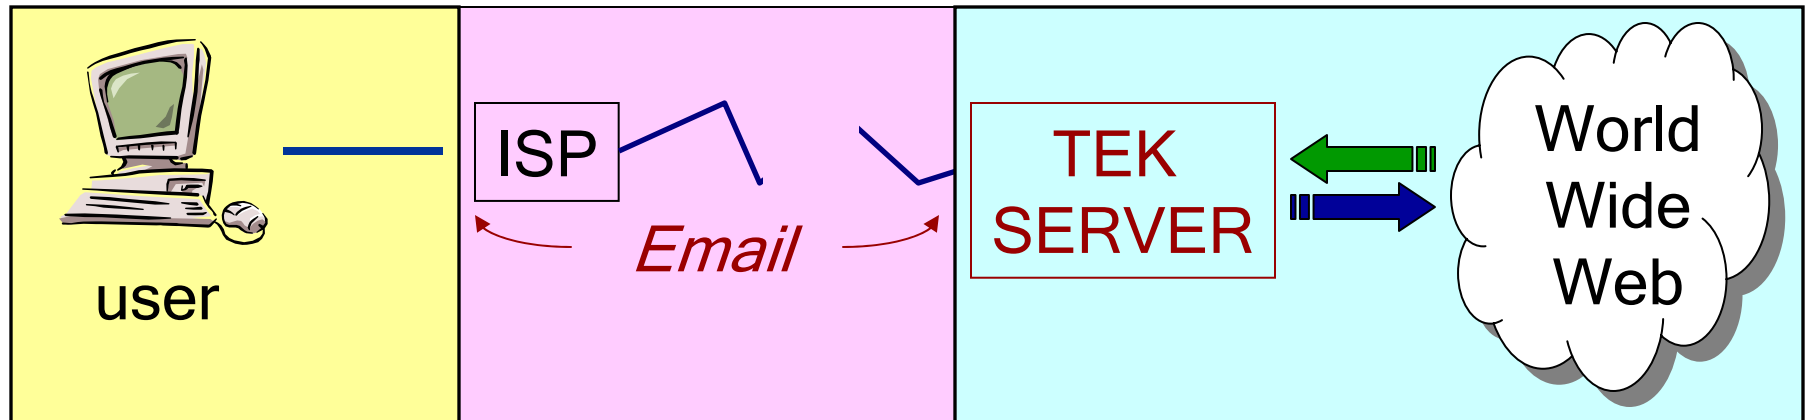 user
ISP
Email
TEK
SERVER
World
Wide
Web